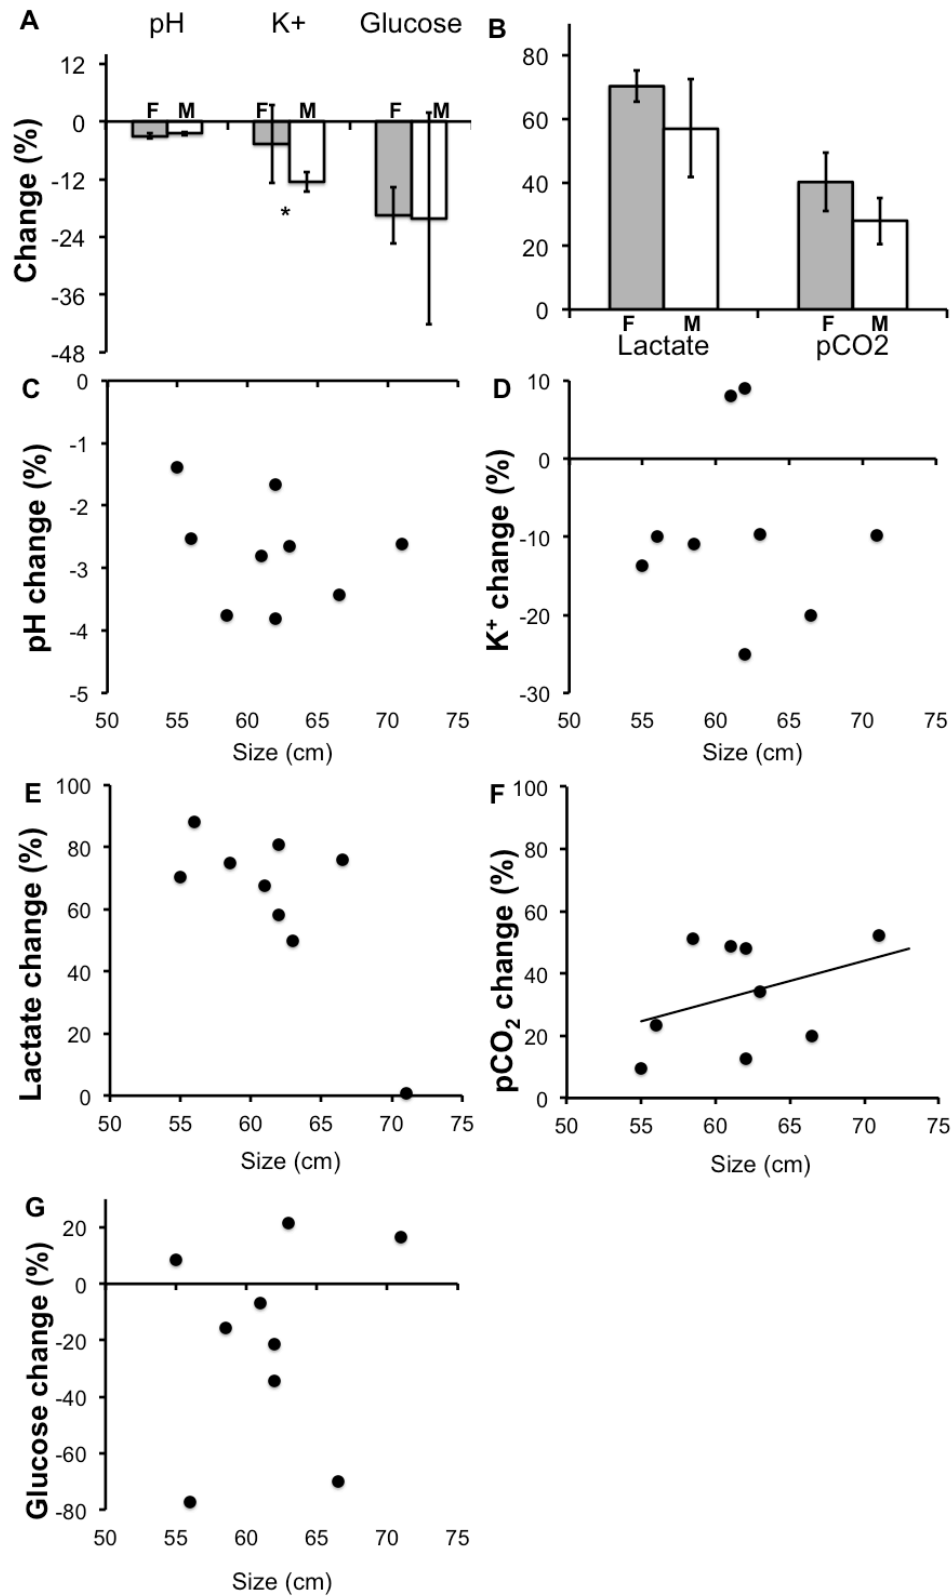 A
pH K+ Glucose
12
0
-12
-24
-36
-48
Change (%)
F M F M F M
*
B
80
60
40
20
0
F M F M
Lactate pCO2
C
0
-1
-2
-3
-4
-5
pH change (%)
50 55 60 65 70 75
Size (cm)
D
10
0
-10
-20
-30
K⁺ change (%)
50 55 60 65 70 75
Size (cm)
E
100
80
60
40
20
0
Lactate change (%)
50 55 60 65 70 75
Size (cm)
F
100
80
60
40
20
0
pCO₂ change (%)
50 55 60 65 70 75
Size (cm)
G
20
0
-20
-40
-60
-80
Glucose change (%)
50 55 60 65 70 75
Size (cm)